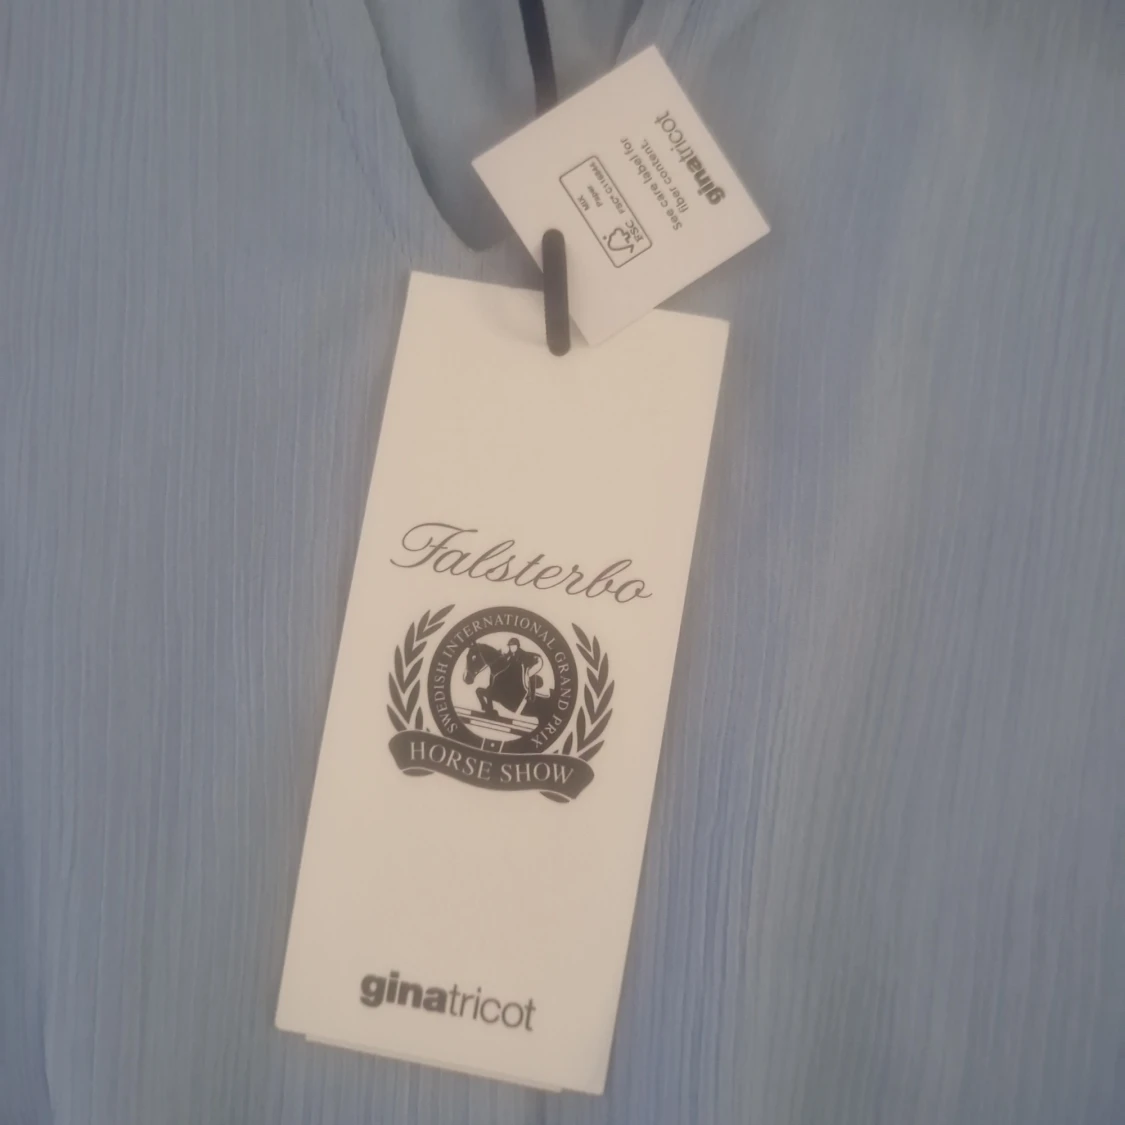 ginatricot
See care label for
fiber content.
FSC
MIX
Paper
Falsterbo
SWEDISH INTERNATIONAL GRAND PRIX
HORSE SHOW
ginatricot